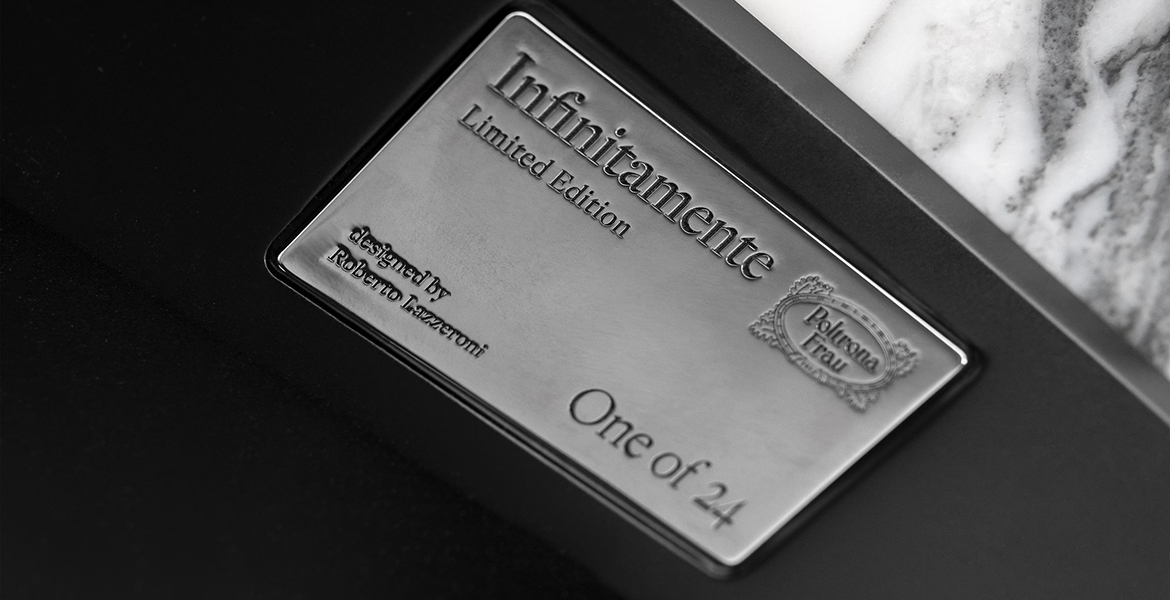 Infinitamente
Limited Edition
designed by
Roberto Lazzeroni
Poltrona
Frau
One of 24